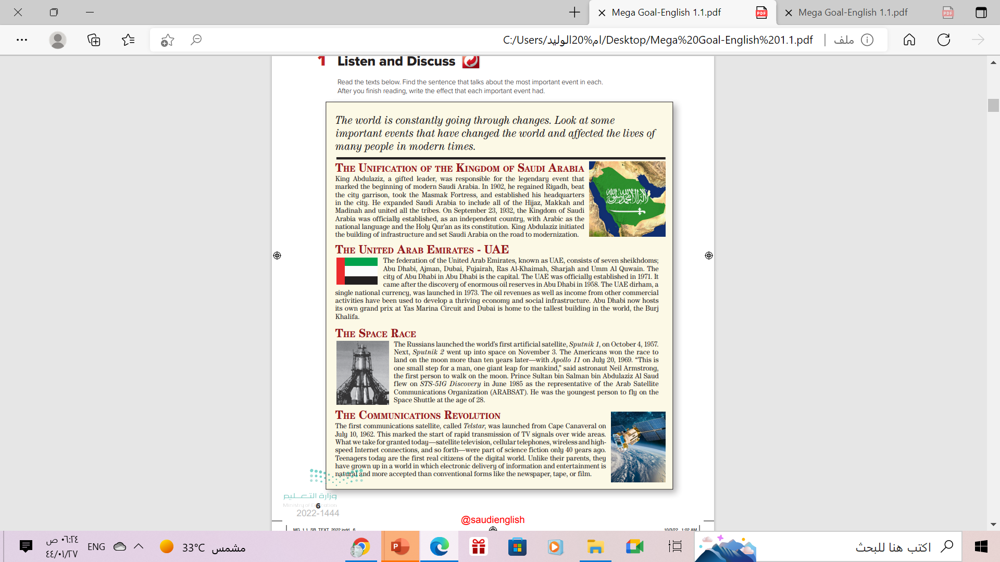 Mega Goal-English 1.1.pdf
Mega Goal-English 1.1.pdf
C:/Users/ام%20الوليد/Desktop/Mega%20Goal-English%201.1.pdf
ملف
1 Listen and Discuss
Read the texts below. Find the sentence that talks about the most important event in each.
After you finish reading, write the effect that each important event had.
The world is constantly going through changes. Look at some
important events that have changed the world and affected the lives of
many people in modern times.
THE UNIFICATION OF THE KINGDOM OF SAUDI ARABIA
King Abdulaziz, a gifted leader, was responsible for the legendary event that
marked the beginning of modern Saudi Arabia. In 1902, he regained Riyadh, beat
the city garrison, took the Masmak Fortress, and established his headquarters
in the city. He expanded Saudi Arabia to include all of the Hijaz, Makkah and
Madinah and united all the tribes. On September 23, 1932, the Kingdom of Saudi
Arabia was officially established, as an independent country, with Arabic as the
national language and the Holy Qur'an as its constitution. King Abdulaziz initiated
the building of infrastructure and set Saudi Arabia on the road to modernization.
لا إله إلا الله محمد رسول الله
THE UNITED ARAB EMIRATES - UAE
The federation of the United Arab Emirates, known as UAE, consists of seven sheikhdoms;
Abu Dhabi, Ajman, Dubai, Fujairah, Ras Al-Khaimah, Sharjah and Umm Al Quwain. The
city of Abu Dhabi in Abu Dhabi is the capital. The UAE was officially established in 1971. It
came after the discovery of enormous oil reserves in Abu Dhabi in 1958. The UAE dirham, a
single national currency, was launched in 1973. The oil revenues as well as income from other commercial
activities have been used to develop a thriving economy and social infrastructure. Abu Dhabi now hosts
its own grand prix at Yas Marina Circuit and Dubai is home to the tallest building in the world, the Burj
Khalifa.
THE SPACE RACE
The Russians launched the world's first artificial satellite, Sputnik 1, on October 4, 1957.
Next, Sputnik 2 went up into space on November 3. The Americans won the race to
land on the moon more than ten years later—with Apollo 11 on July 20, 1969. “This is
one small step for a man, one giant leap for mankind,” said astronaut Neil Armstrong,
the first person to walk on the moon. Prince Sultan bin Salman bin Abdulaziz Al Saud
flew on STS-51G Discovery in June 1985 as the representative of the Arab Satellite
Communications Organization (ARABSAT). He was the youngest person to fly on the
Space Shuttle at the age of 28.
THE COMMUNICATIONS REVOLUTION
The first communications satellite, called Telstar, was launched from Cape Canaveral on
July 10, 1962. This marked the start of rapid transmission of TV signals over wide areas.
What we take for granted today—satellite television, cellular telephones, wireless and high-
speed Internet connections, and so forth—were part of science fiction only 40 years ago.
Teenagers today are the first real citizens of the digital world. Unlike their parents, they
have grown up in a world in which electronic delivery of information and entertainment is
natural and more accepted than conventional forms like the newspaper, tape, or film.
وزارة التعليم
Ministry of Education
6
2022-1444
@saudienglish
MG_1.1_SB_TEXT_2022.indd 6
10/3/22 1:02 AM
٠٦:٢٤ ص
٤٤/٠١/٢٧
ENG
33°C مشمس
اكتب هنا للبحث